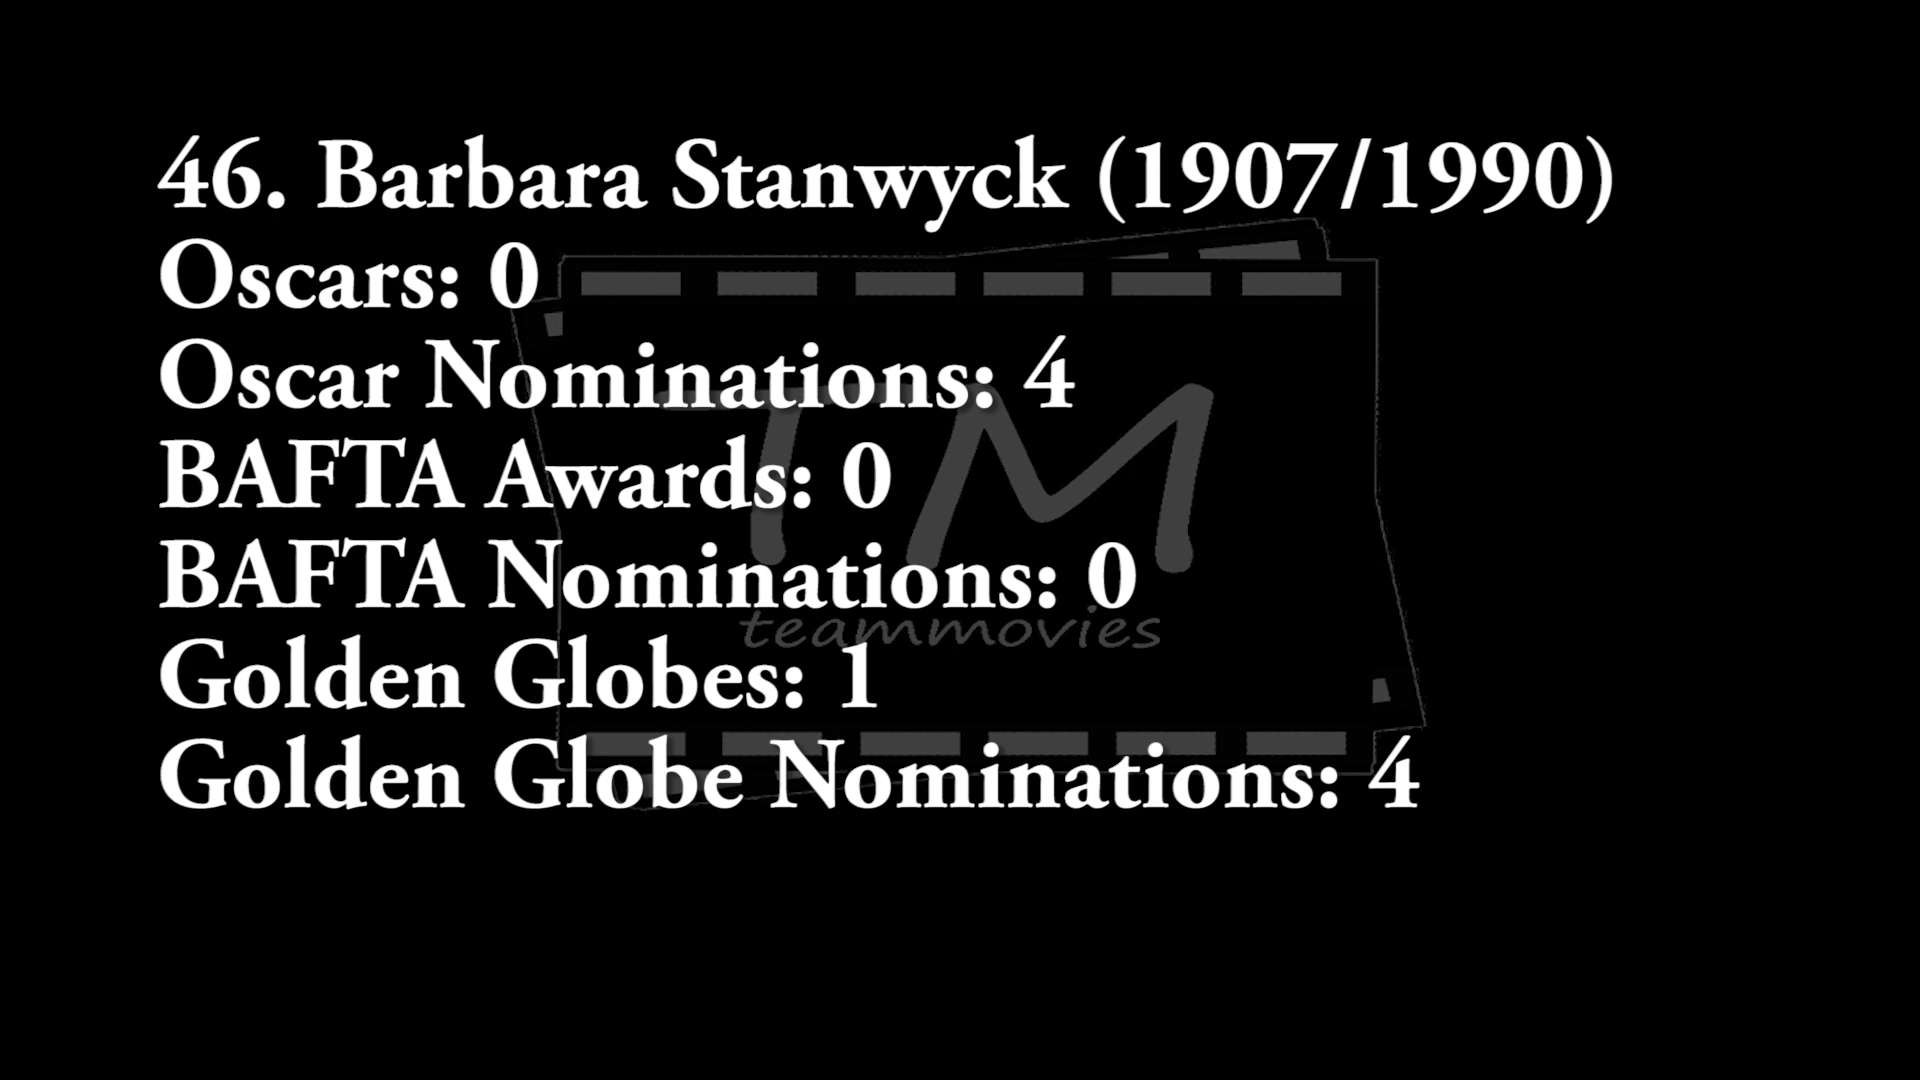 46. Barbara Stanwyck (1907/1990)
Oscars: 0
Oscar Nominations: 4
BAFTA Awards: 0
BAFTA Nominations: 0
Golden Globes: 1
Golden Globe Nominations: 4
TM
teammovies